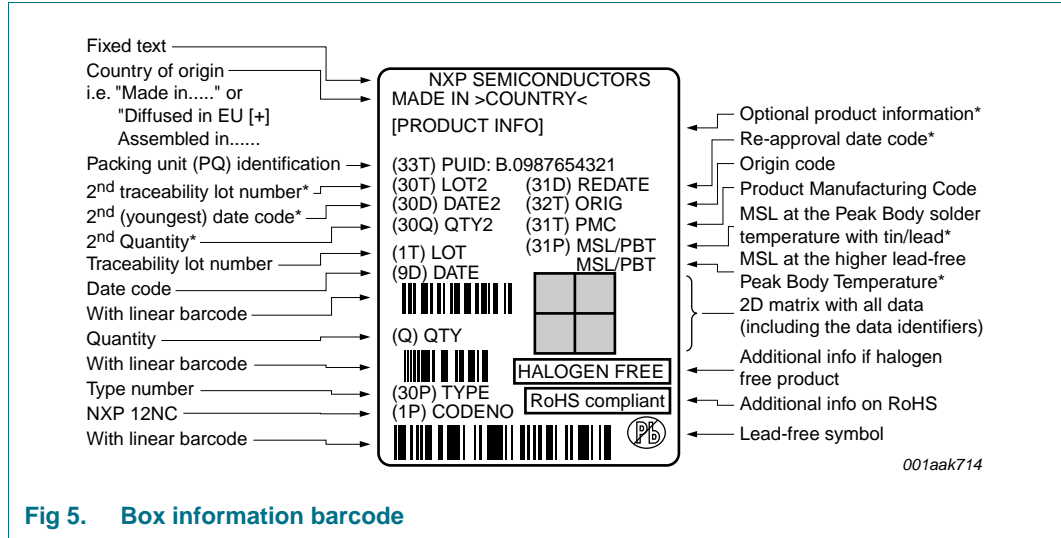 Fixed text
Country of origin
i.e. "Made in....." or
"Diffused in EU [+]
Assembled in......
Packing unit (PQ) identification
2nd traceability lot number*
2nd (youngest) date code*
2nd Quantity*
Traceability lot number
Date code
With linear barcode
Quantity
With linear barcode
Type number
NXP 12NC
With linear barcode
NXP SEMICONDUCTORS
MADE IN >COUNTRY<
[PRODUCT INFO]
(33T) PUID: B.0987654321
(30T) LOT2 (31D) REDATE
(30D) DATE2 (32T) ORIG
(30Q) QTY2 (31T) PMC
(31P) MSL/PBT
(1T) LOT MSL/PBT
(9D) DATE
(Q) QTY
HALOGEN FREE
(30P) TYPE
RoHS compliant
(1P) CODENO
Pb
Optional product information*
Re-approval date code*
Origin code
Product Manufacturing Code
MSL at the Peak Body solder
temperature with tin/lead*
MSL at the higher lead-free
Peak Body Temperature*
2D matrix with all data
(including the data identifiers)
Additional info if halogen
free product
Additional info on RoHS
Lead-free symbol
001aak714
Fig 5. Box information barcode